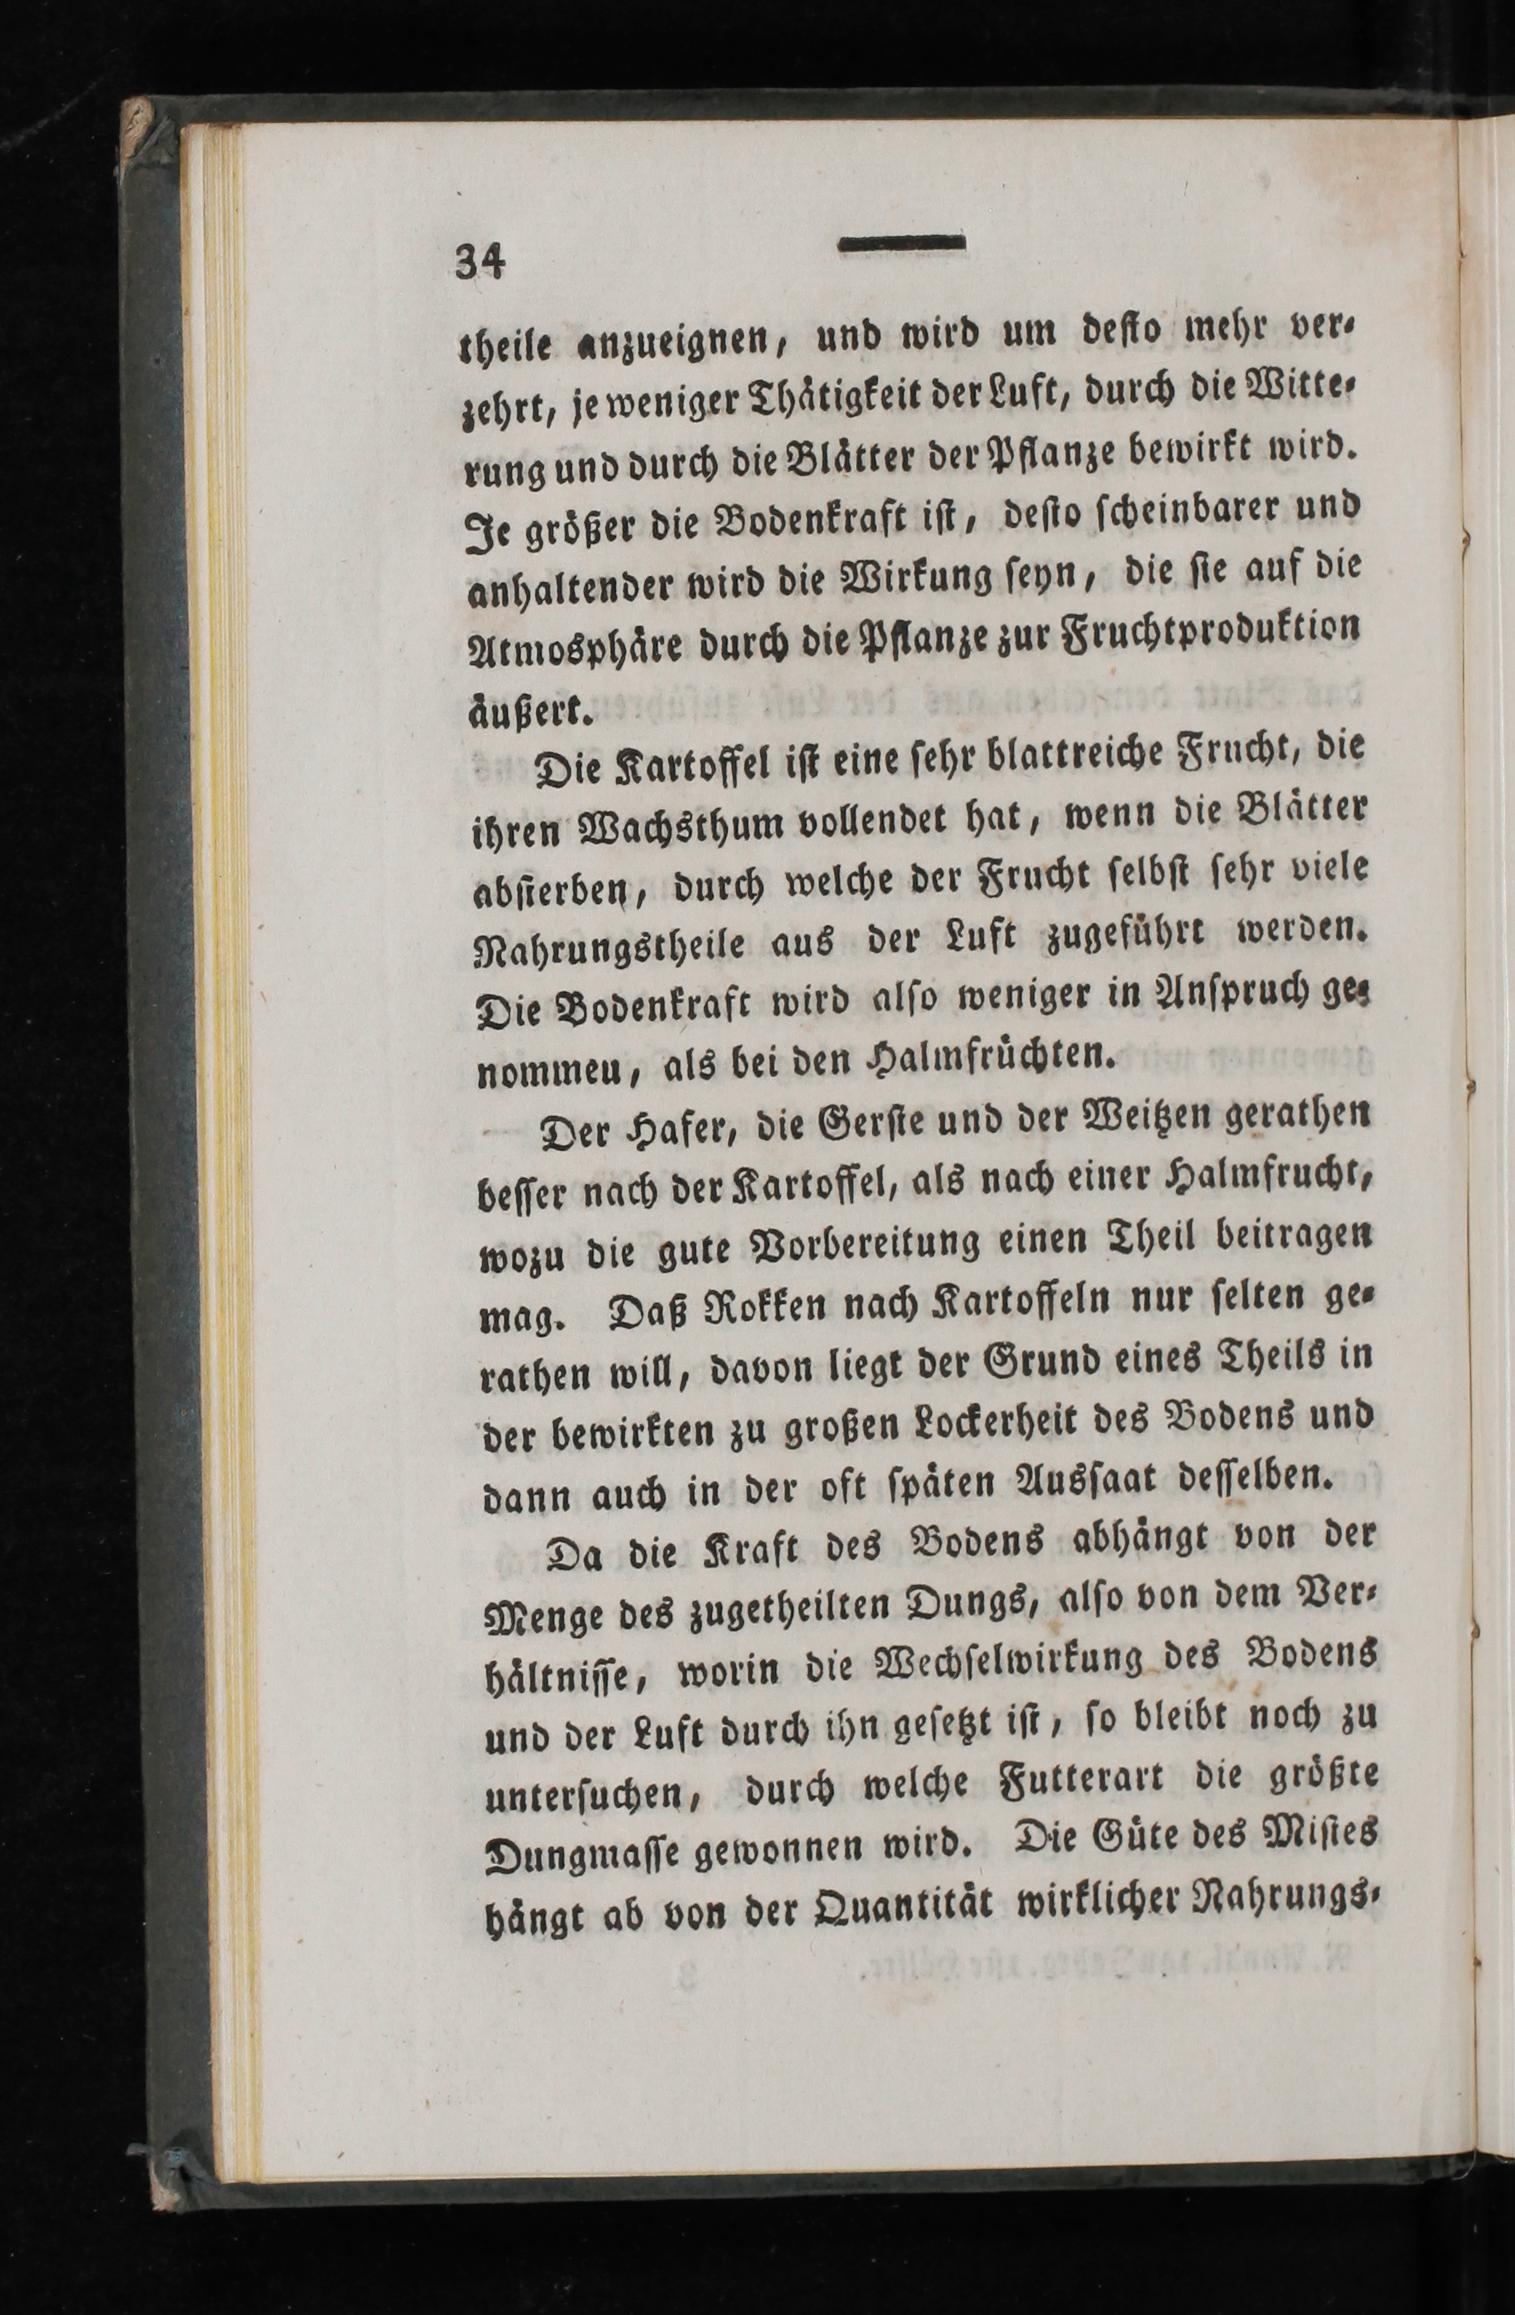 34
theile anzueignen, und wird um desto mehr ver-
zehrt, je weniger Thätigkeit der Luft, durch die Witte-
rung und durch die Blätter der Pflanze bewirkt wird.
Je größer die Bodenkraft ist, desto scheinbarer und
anhaltender wird die Wirkung seyn, die sie auf die
Atmosphäre durch die Pflanze zur Fruchtproduktion
äußert.
Die Kartoffel ist eine sehr blattreiche Frucht, die
ihren Wachsthum vollendet hat, wenn die Blätter
absterben, durch welche der Frucht selbst sehr viele
Nahrungstheile aus der Luft zugeführt werden.
Die Bodenkraft wird also weniger in Anspruch ge-
nommen, als bei den Halmfrüchten.
Der Hafer, die Gerste und der Weitzen gerathen
besser nach der Kartoffel, als nach einer Halmfrucht,
wozu die gute Vorbereitung einen Theil beitragen
mag. Daß Rokken nach Kartoffeln nur selten ge-
rathen will, davon liegt der Grund eines Theils in
der bewirkten zu großen Lockerheit des Bodens und
dann auch in der oft späten Aussaat desselben.
Da die Kraft des Bodens abhängt von der
Menge des zugetheilten Dungs, also von dem Ver-
hältnisse, worin die Wechselwirkung des Bodens
und der Luft durch ihn gesetzt ist, so bleibt noch zu
untersuchen, durch welche Futterart die größte
Dungmasse gewonnen wird. Die Güte des Mistes
hängt ab von der Quantität wirklicher Nahrungs-